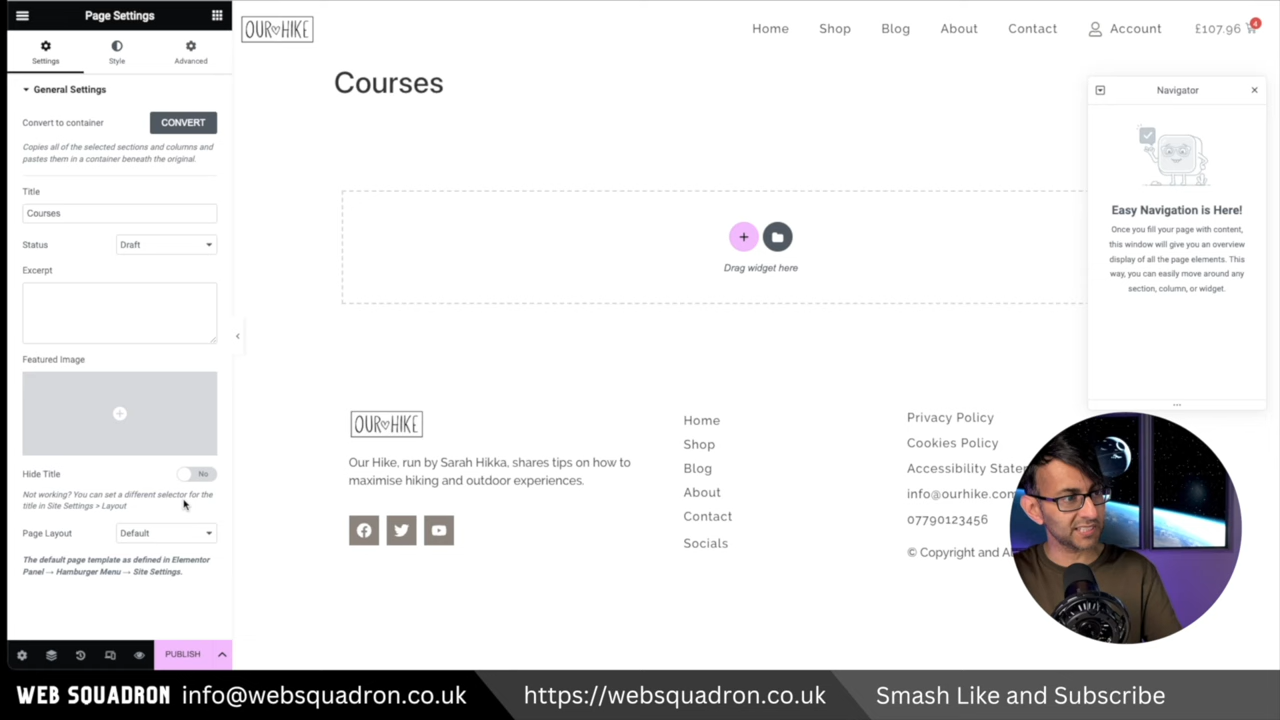 Page Settings
Settings
Style
Advanced
General Settings
Convert to container
CONVERT
Copies all of the selected sections and columns and
pastes them in a container beneath the original.
Title
Courses
Status
Draft
Excerpt
Featured Image
Hide Title
No
Not working? You can set a different selector for the
title in Site Settings > Layout
Page Layout
Default
The default page template as defined in Elementor
Panel → Hamburger Menu → Site Settings.
PUBLISH
OUR HIKE
Home
Shop
Blog
About
Contact
Account
£107.96
4
Courses
Drag widget here
Navigator
Easy Navigation is Here!
Once you fill your page with content,
this window will give you an overview
display of all the page elements. This
way, you can easily move around any
section, column, or widget.
OUR HIKE
Our Hike, run by Sarah Hikka, shares tips on how to
maximise hiking and outdoor experiences.
Home
Shop
Blog
About
Contact
Socials
Privacy Policy
Cookies Policy
Accessibility
info@ourhike.com
07790123456
© Copyright and
WEB SQUADRON info@websquadron.co.uk
https://websquadron.co.uk
Smash Like and Subscribe